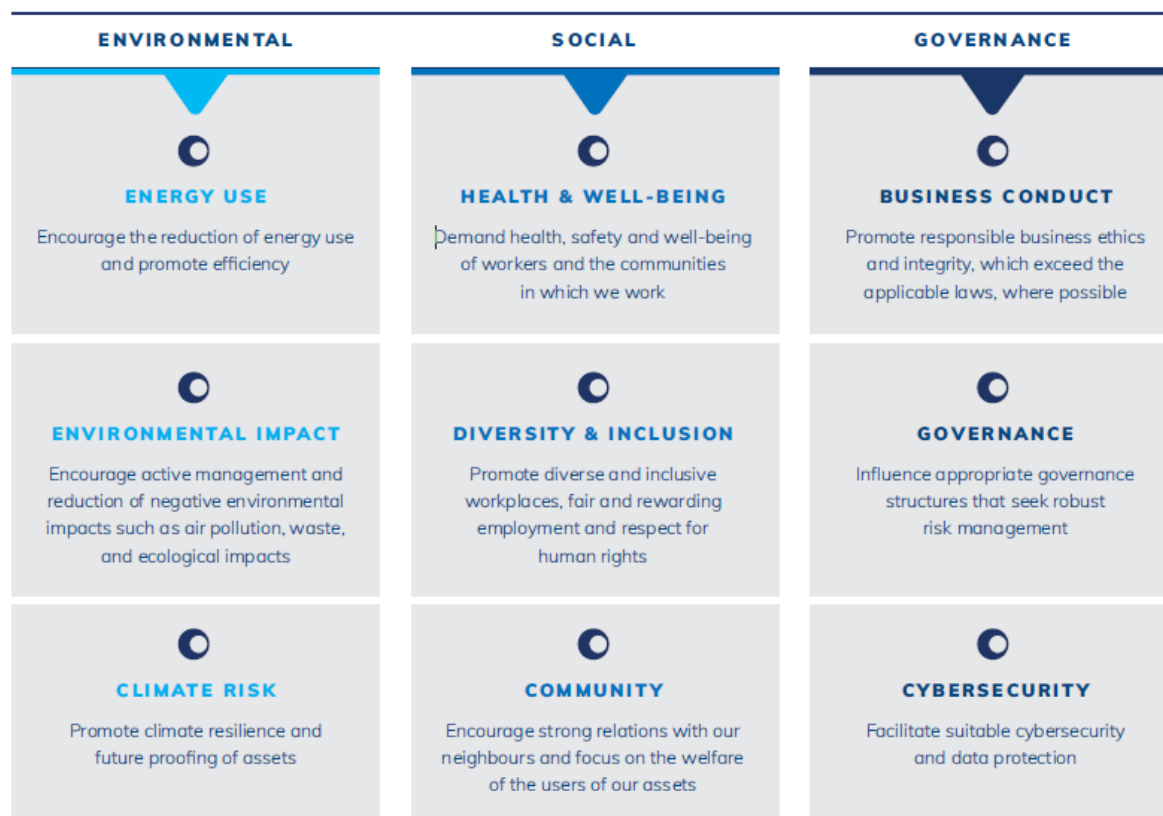 ENVIRONMENTAL
SOCIAL
GOVERNANCE
ENERGY USE
Encourage the reduction of energy use
and promote efficiency
HEALTH & WELL-BEING
Demand health, safety and well-being
of workers and the communities
in which we work
BUSINESS CONDUCT
Promote responsible business ethics
and integrity, which exceed the
applicable laws, where possible
ENVIRONMENTAL IMPACT
Encourage active management and
reduction of negative environmental
impacts such as air pollution, waste,
and ecological impacts
DIVERSITY & INCLUSION
Promote diverse and inclusive
workplaces, fair and rewarding
employment and respect for
human rights
GOVERNANCE
Influence appropriate governance
structures that seek robust
risk management
CLIMATE RISK
Promote climate resilience and
future proofing of assets
COMMUNITY
Encourage strong relations with our
neighbours and focus on the welfare
of the users of our assets
CYBERSECURITY
Facilitate suitable cybersecurity
and data protection